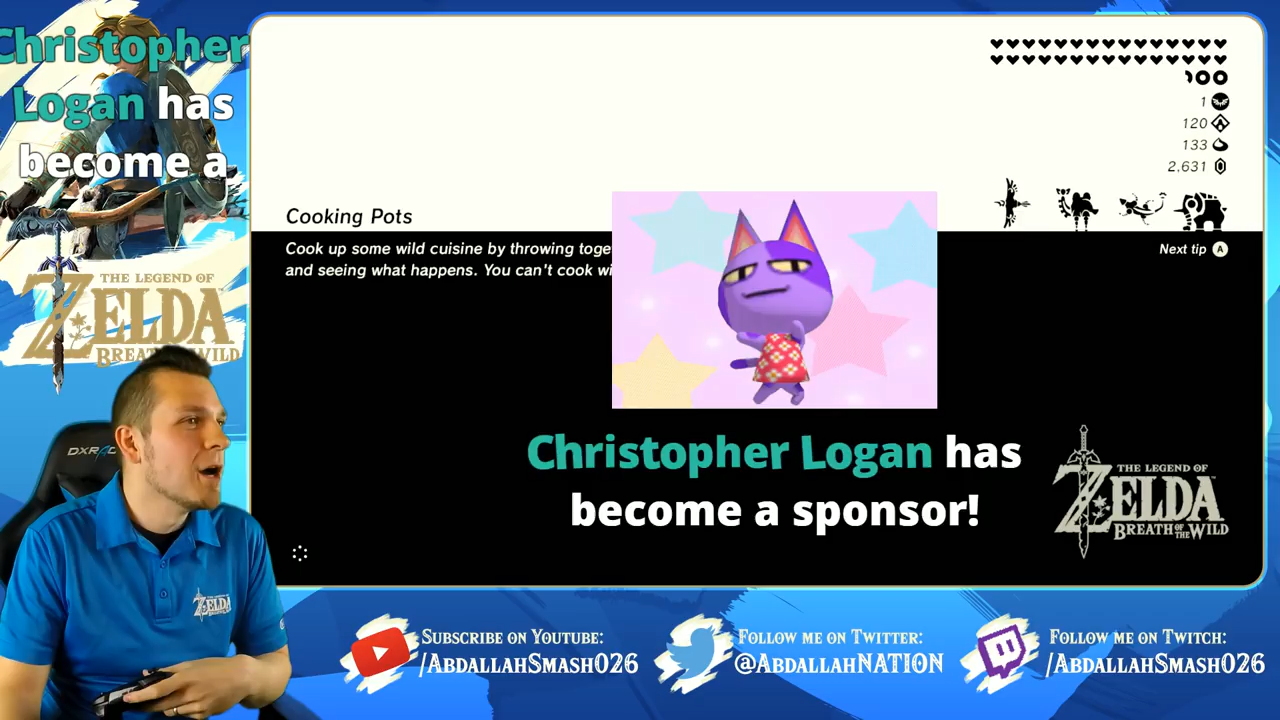 Christopher
Logan has
become a
THE LEGEND OF
ZELDA
BREATH
WILD
DXRAC
1
120
133
2,631
Cooking Pots
Cook up some wild cuisine by throwing toge
and seeing what happens. You can't cook wi
Next tip A
Christopher Logan has
become a sponsor!
THE LEGEND OF
ZELDA
BREATH OF THE WILD
ZELDA
SUBSCRIBE ON YOUTUBE:
/ABDALLAHSMASH026
FOLLOW ME ON TWITTER:
@ABDALLAHNATION
FOLLOW ME ON TWITCH:
/ABDALLAHSMASH026